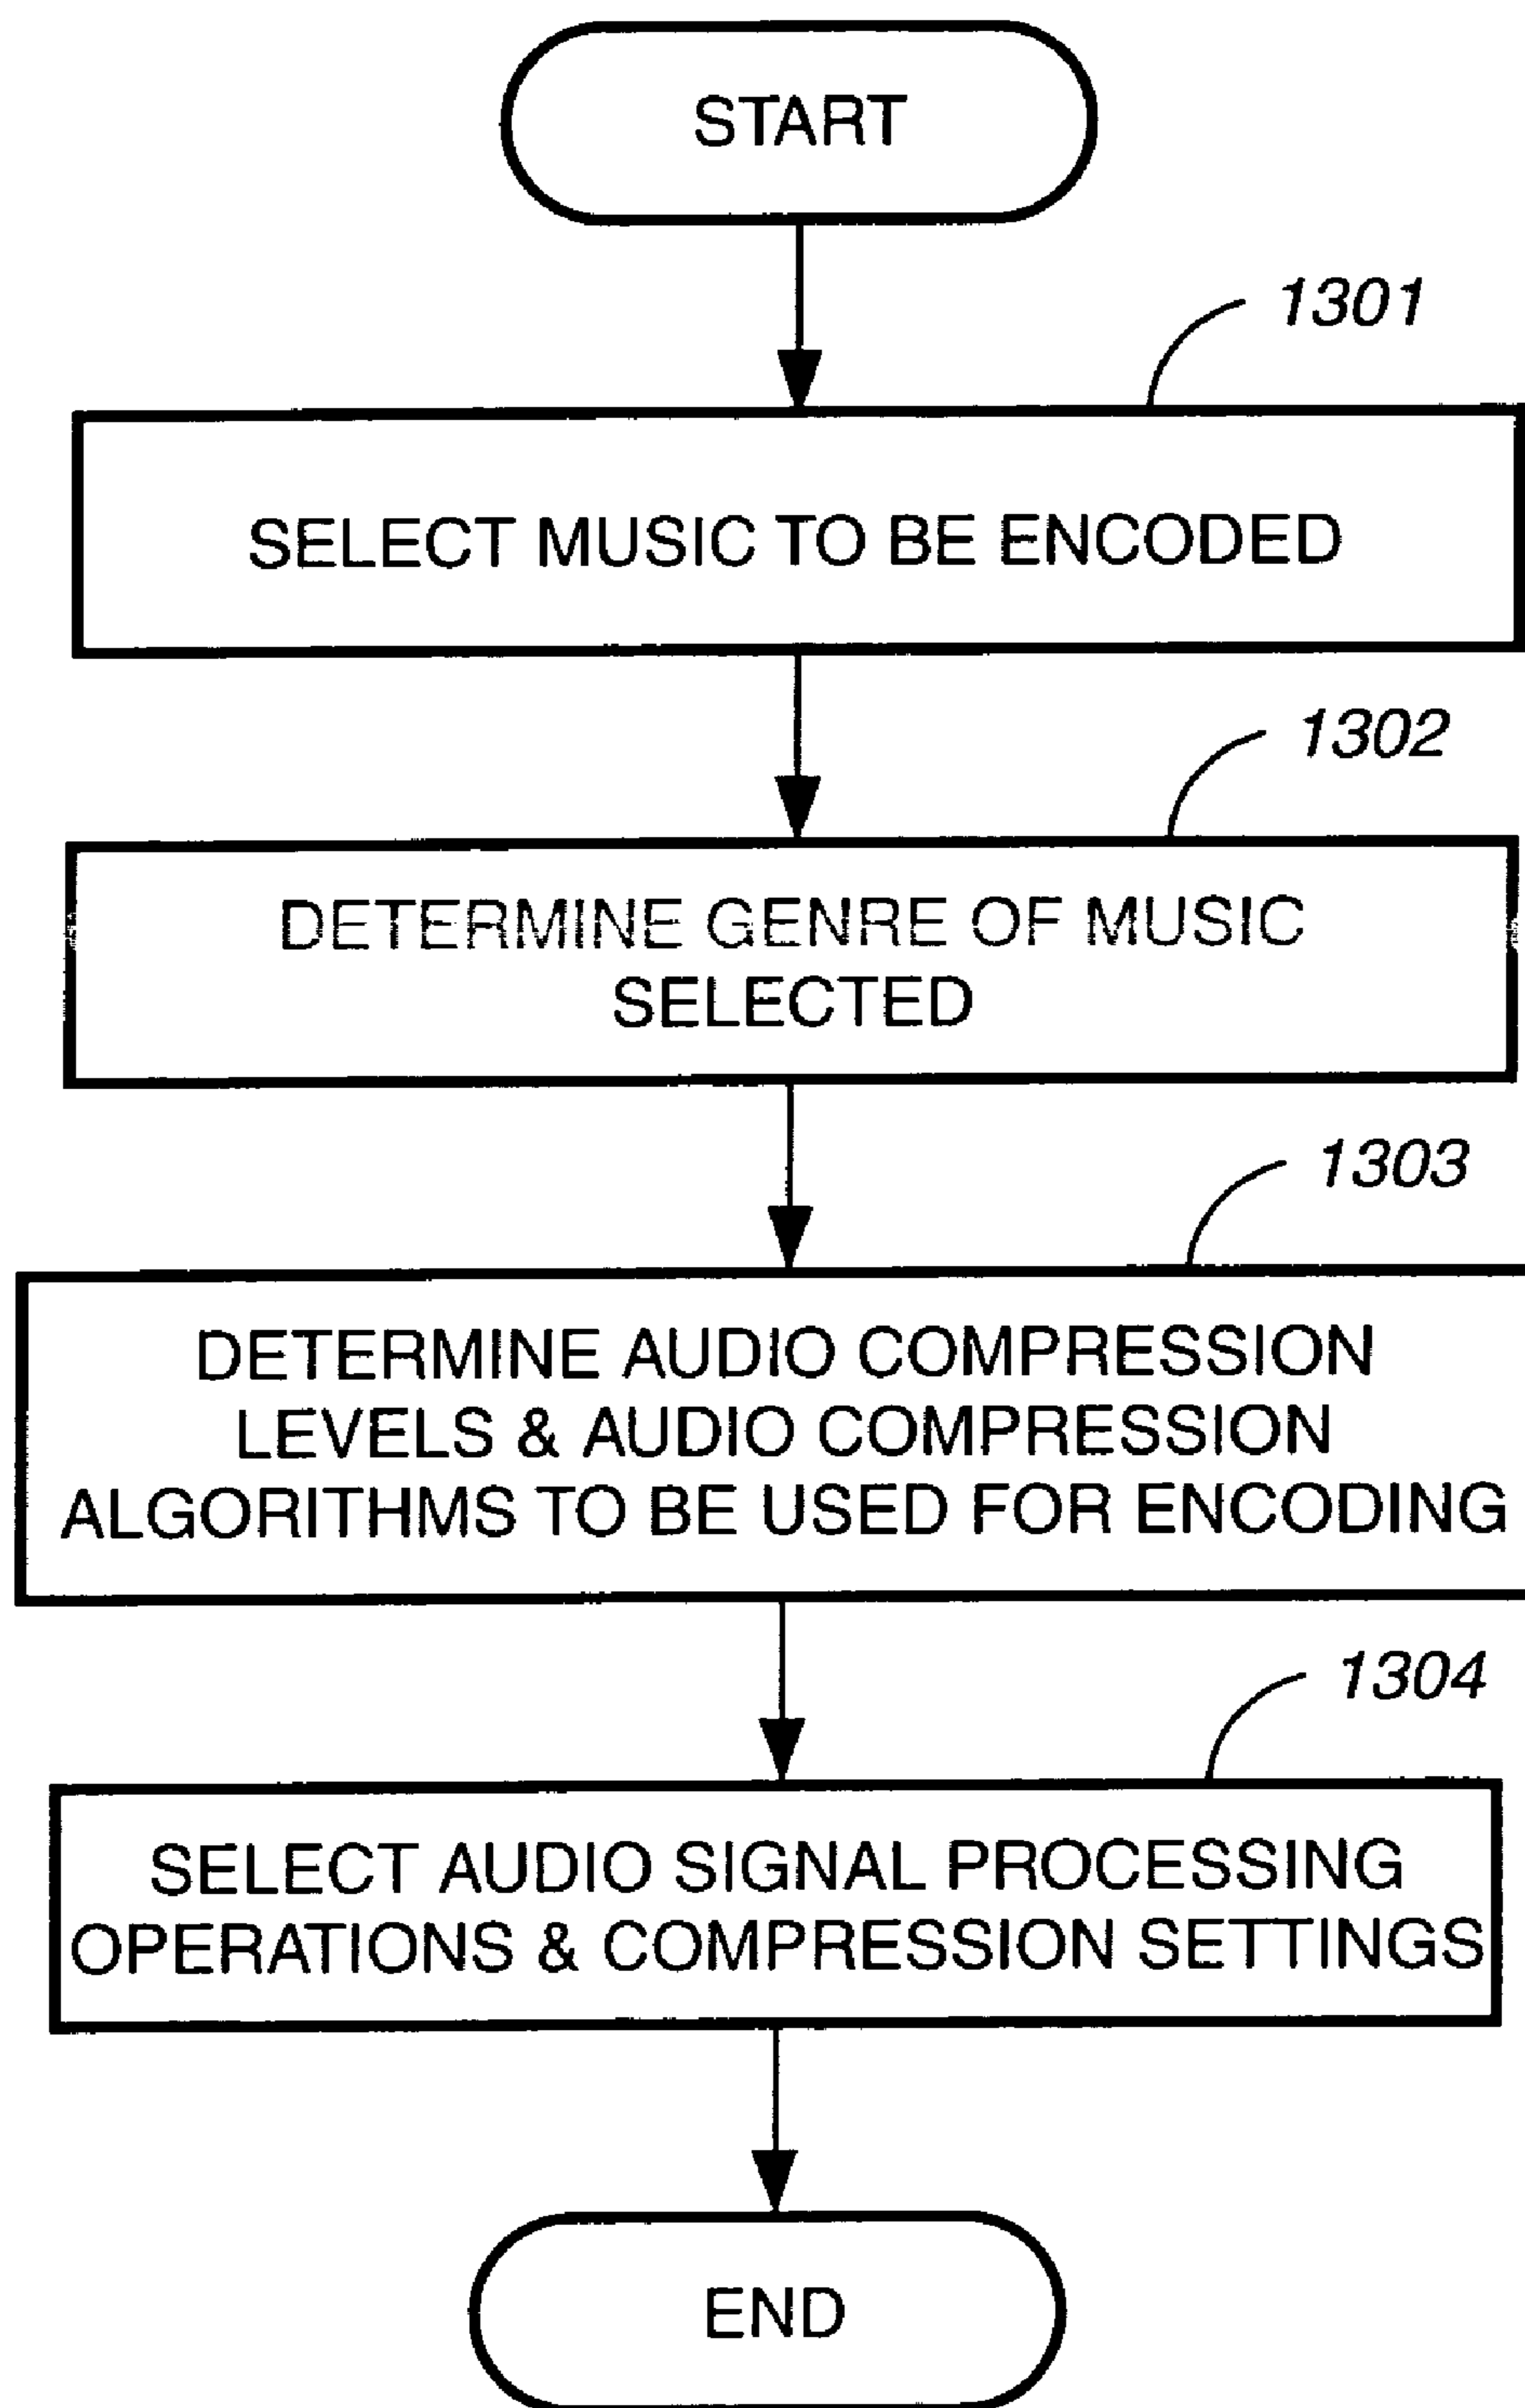 START
1301
SELECT MUSIC TO BE ENCODED
1302
DETERMINE GENRE OF MUSIC
SELECTED
1303
DETERMINE AUDIO COMPRESSION
LEVELS & AUDIO COMPRESSION
ALGORITHMS TO BE USED FOR ENCODING
1304
SELECT AUDIO SIGNAL PROCESSING
OPERATIONS & COMPRESSION SETTINGS
END